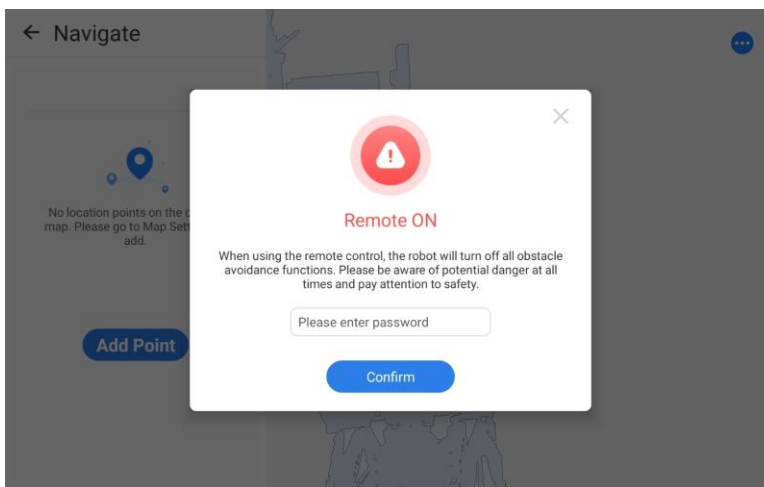 Navigate
No location points on the
map. Please go to Map
add.
Add Point
Remote ON
When using the remote control, the robot will turn off all obstacle
avoidance functions. Please be aware of potential danger at all
times and pay attention to safety.
Please enter password
Confirm